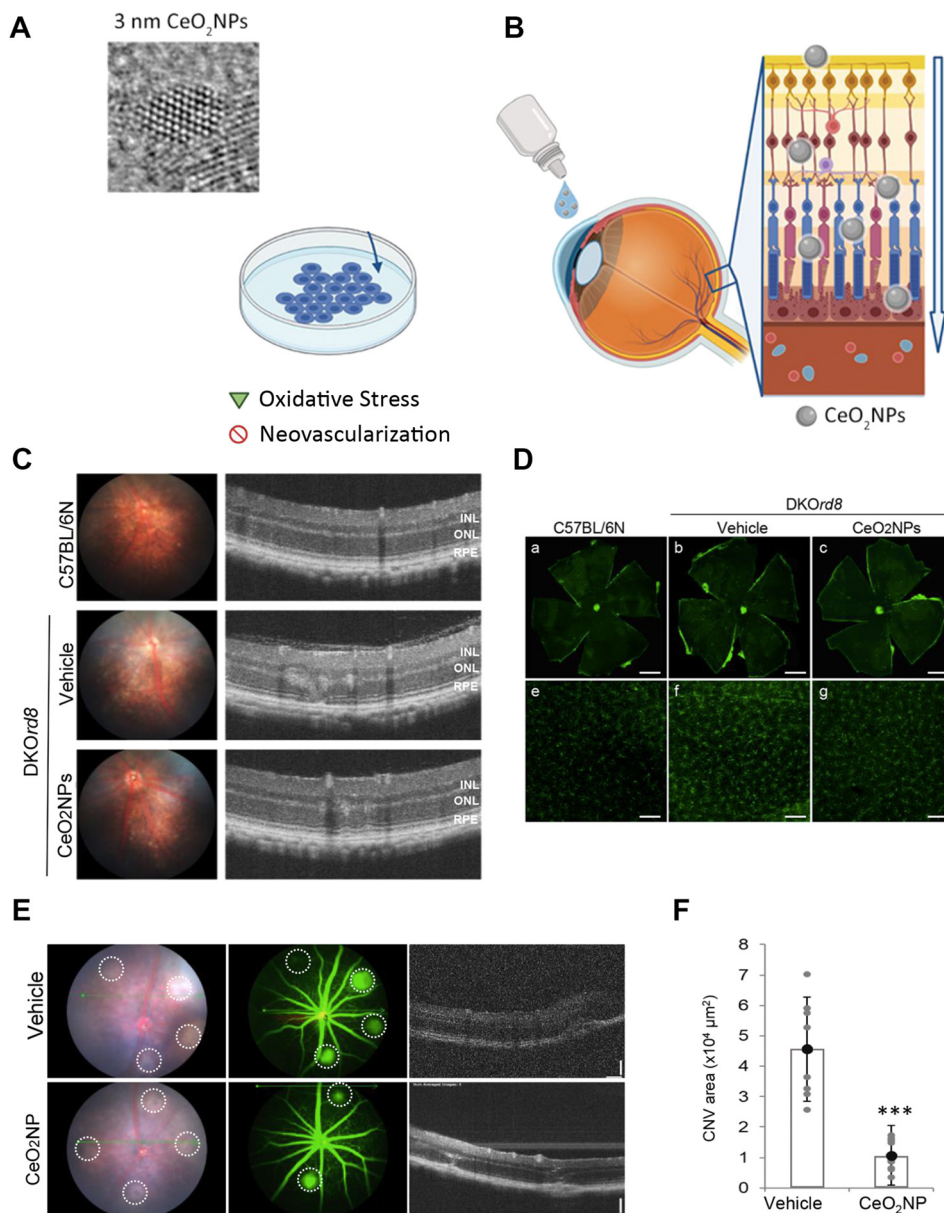 A
3 nm CeO₂NPs
Oxidative Stress
Neovascularization
B
CeO₂NPs
C
C57BL/6N
INL
ONL
RPE
DKOrd8
Vehicle
INL
ONL
RPE
CeO2NPs
INL
ONL
RPE
D
DKOrd8
C57BL/6N
Vehicle
CeO2NPs
a
b
c
e
f
g
E
Vehicle
CeO2NP
F
CNV area (x10⁴ µm²)
8
7
6
5
4
3
2
1
0
***
Vehicle
CeO₂NP